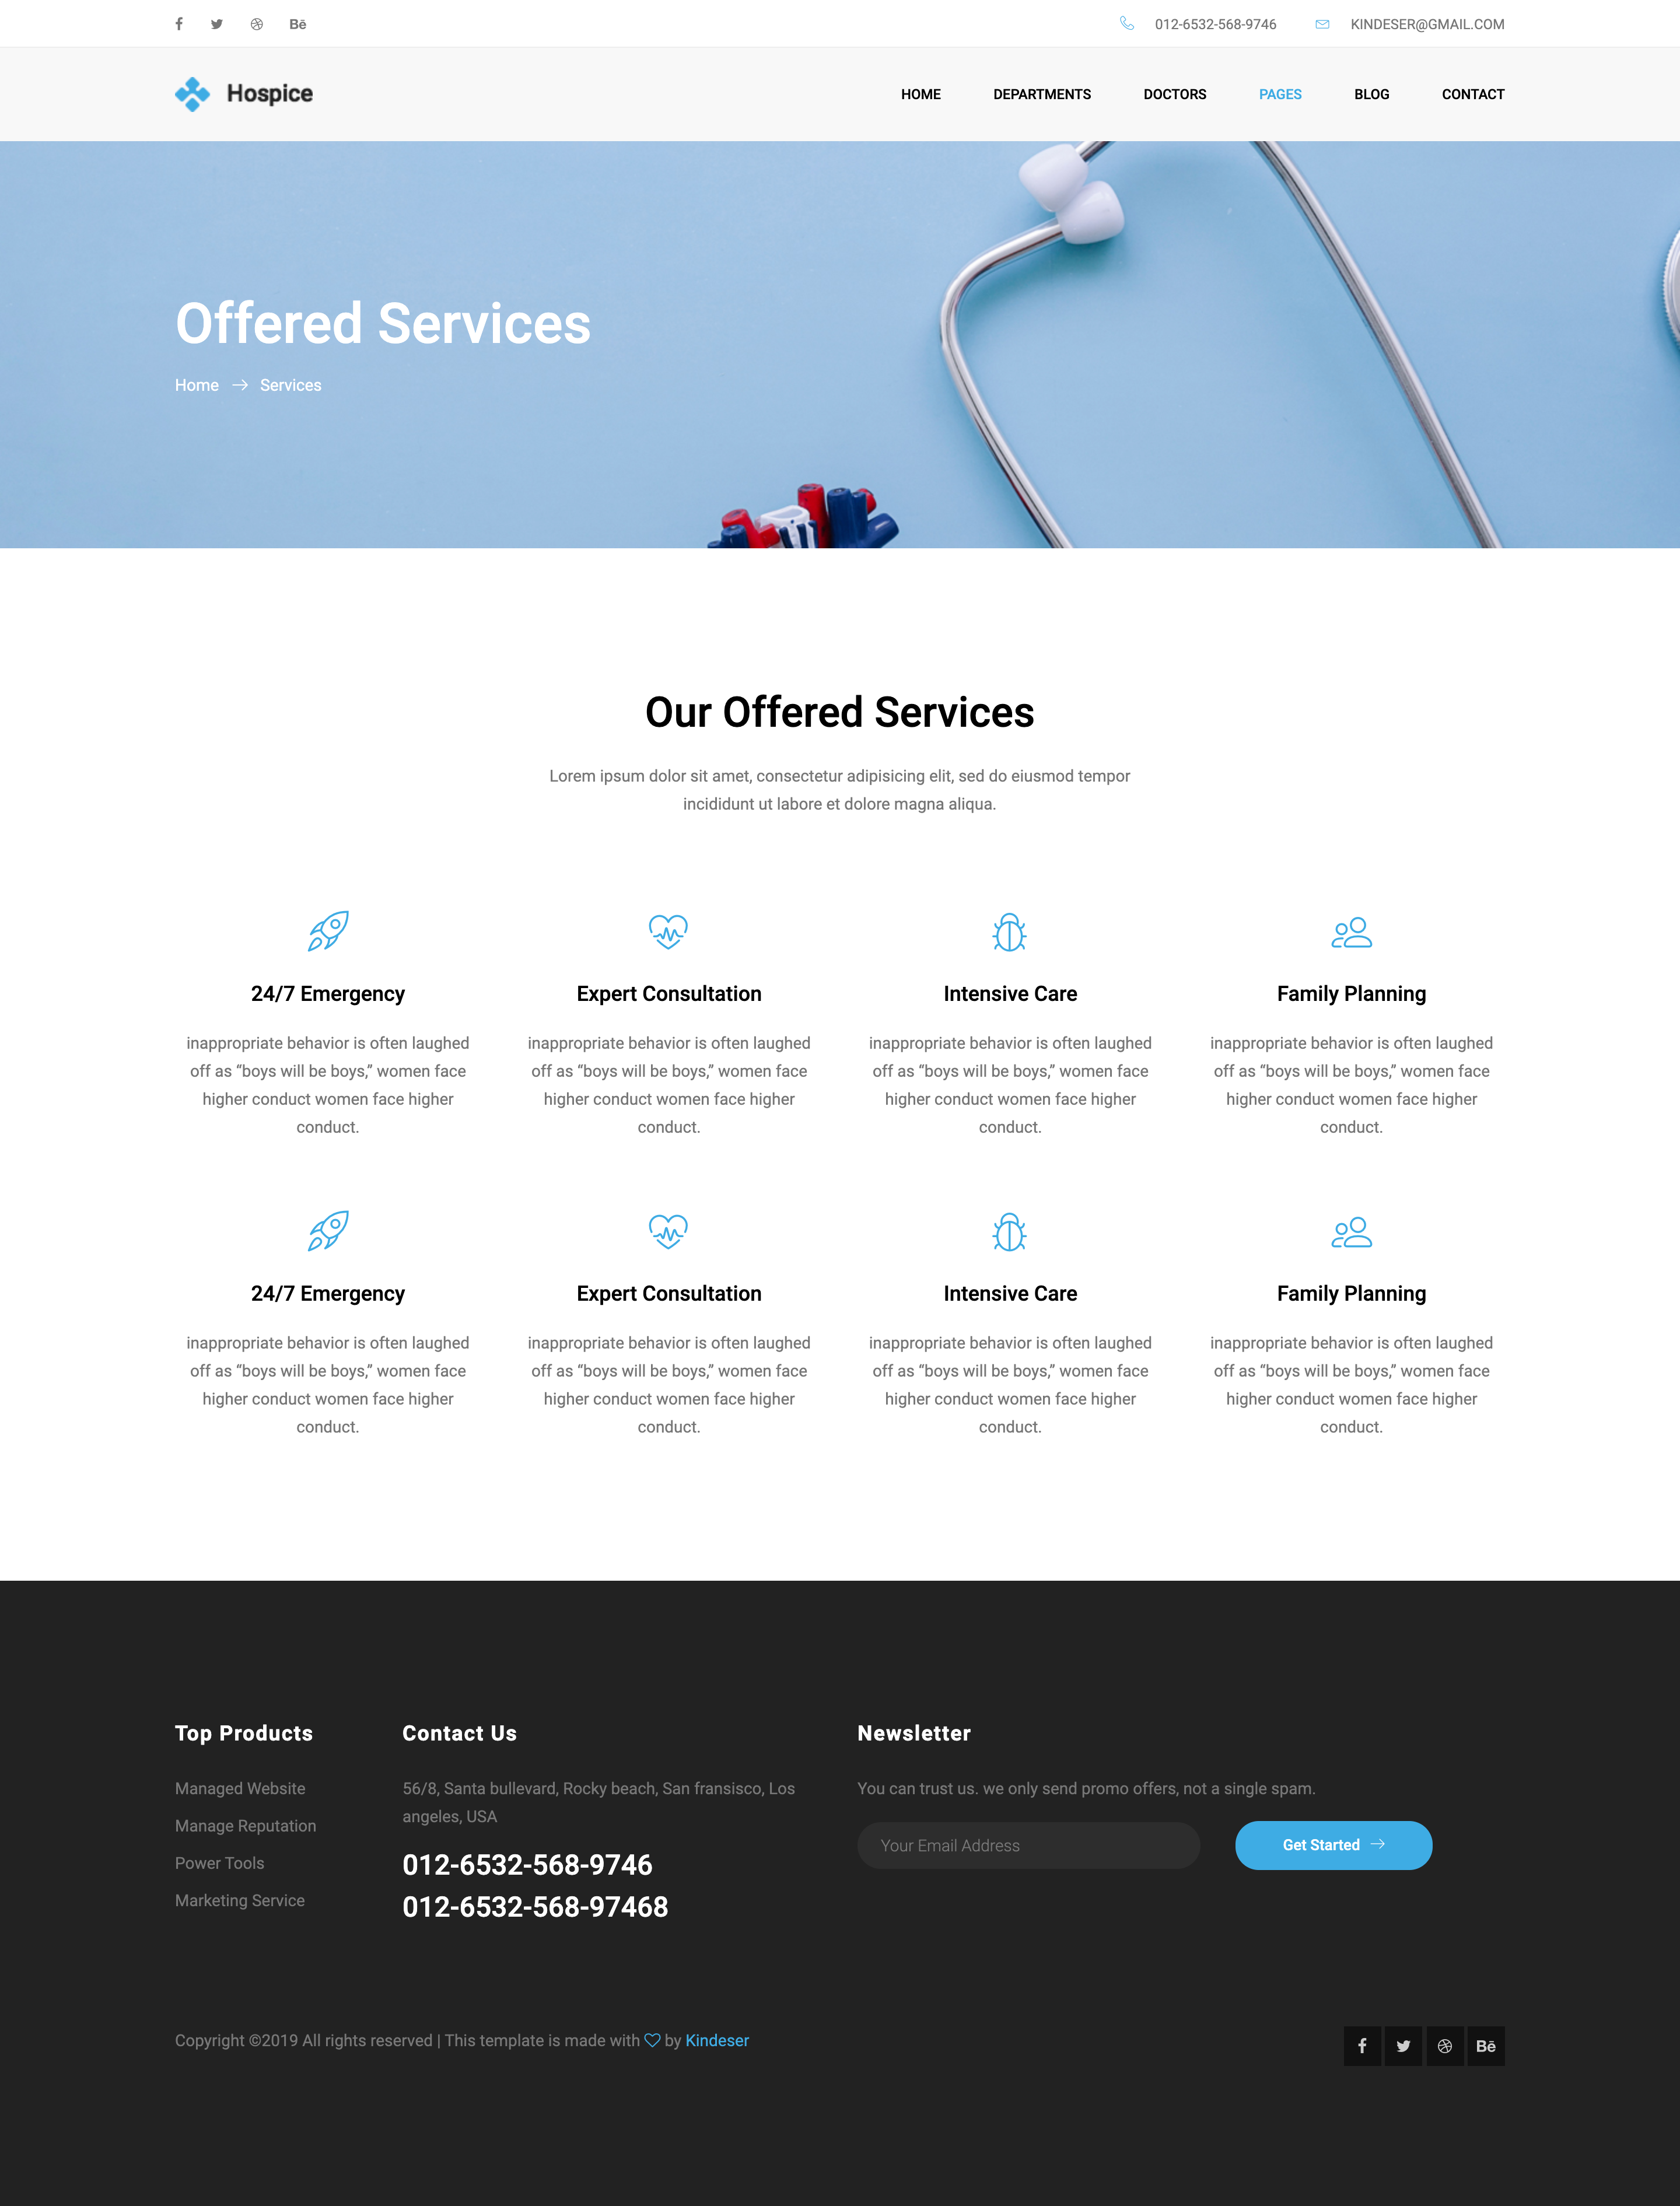 012-6532-568-9746 KINDESER@GMAIL.COM
Hospice
HOME DEPARTMENTS DOCTORS PAGES BLOG CONTACT
Offered Services
Home → Services
Our Offered Services
Lorem ipsum dolor sit amet, consectetur adipisicing elit, sed do eiusmod tempor
incididunt ut labore et dolore magna aliqua.
24/7 Emergency
inappropriate behavior is often laughed
off as “boys will be boys,” women face
higher conduct women face higher
conduct.
Expert Consultation
inappropriate behavior is often laughed
off as “boys will be boys,” women face
higher conduct women face higher
conduct.
Intensive Care
inappropriate behavior is often laughed
off as “boys will be boys,” women face
higher conduct women face higher
conduct.
Family Planning
inappropriate behavior is often laughed
off as “boys will be boys,” women face
higher conduct women face higher
conduct.
24/7 Emergency
inappropriate behavior is often laughed
off as “boys will be boys,” women face
higher conduct women face higher
conduct.
Expert Consultation
inappropriate behavior is often laughed
off as “boys will be boys,” women face
higher conduct women face higher
conduct.
Intensive Care
inappropriate behavior is often laughed
off as “boys will be boys,” women face
higher conduct women face higher
conduct.
Family Planning
inappropriate behavior is often laughed
off as “boys will be boys,” women face
higher conduct women face higher
conduct.
Top Products
Managed Website
Manage Reputation
Power Tools
Marketing Service
Contact Us
56/8, Santa bullevard, Rocky beach, San fransisco, Los
angeles, USA
012-6532-568-9746
012-6532-568-97468
Newsletter
You can trust us. we only send promo offers, not a single spam.
Your Email Address
Get Started →
Copyright ©2019 All rights reserved | This template is made with ♡ by Kindeser